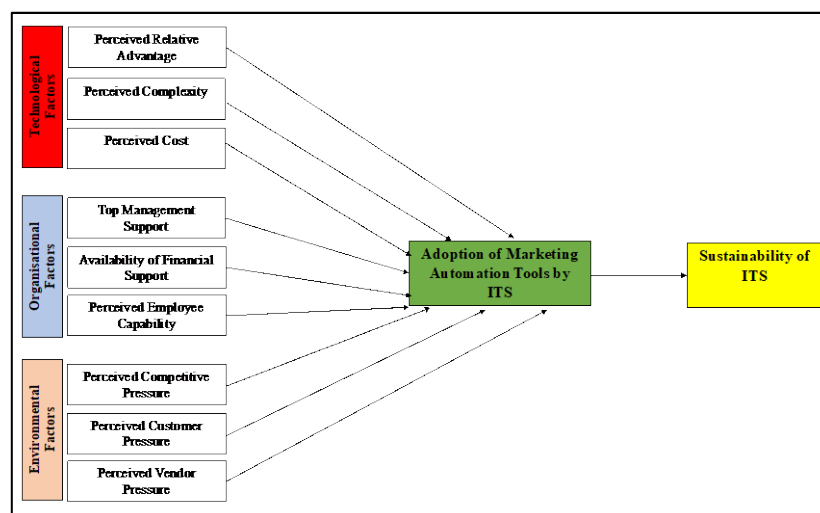 Technological
Factors
Perceived Relative
Advantage
Perceived Complexity
Perceived Cost
Organisational
Factors
Top Management
Support
Availability of Financial
Support
Perceived Employee
Capability
Environmental
Factors
Perceived Competitive
Pressure
Perceived Customer
Pressure
Perceived Vendor
Pressure
Adoption of Marketing
Automation Tools by
ITS
Sustainability of
ITS